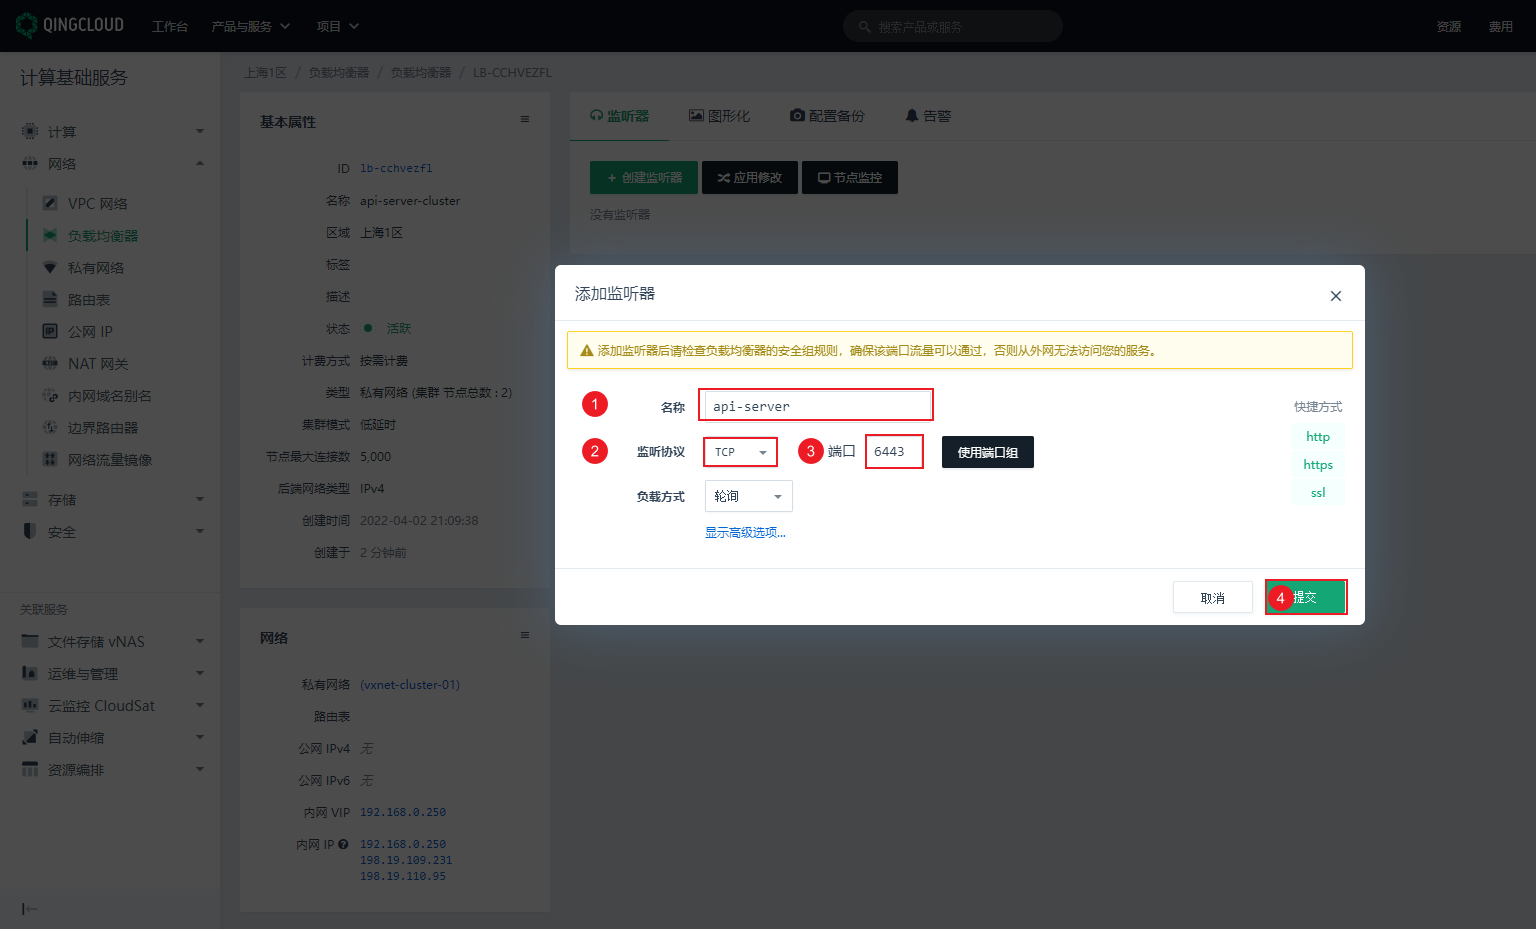 QINGCLOUD 工作台 产品与服务 项目 搜索产品或服务 资源 费用
计算基础服务
计算
网络
VPC 网络
负载均衡器
私有网络
路由表
公网 IP
NAT 网关
内网域名别名
边界路由器
网络流量镜像
存储
安全
关联服务
文件存储 vNAS
运维与管理
云监控 CloudSat
自动伸缩
资源编排
上海1区 / 负载均衡器 / 负载均衡器 / LB-CCHVEZFL
基本属性
ID lb-cchvezfl
名称 api-server-cluster
区域 上海1区
标签
描述
状态 活跃
计费方式 按需计费
类型 私有网络 (集群 节点总数 : 2)
集群模式 低延时
节点最大连接数 5,000
后端网络类型 IPv4
创建时间 2022-04-02 21:09:38
创建于 2 分钟前
网络
私有网络 (vxnet-cluster-01)
路由表
公网 IPv4 无
公网 IPv6 无
内网 VIP 192.168.0.250
内网 IP 192.168.0.250
198.19.109.231
198.19.110.95
监听器 图形化 配置备份 告警
+ 创建监听器 应用修改 节点监控
没有监听器
添加监听器
添加监听器后请检查负载均衡器的安全组规则，确保该端口流量可以通过，否则从外网无法访问您的服务。
1 名称 api-server 快捷方式
2 监听协议 TCP 3 端口 6443 使用端口组
负载方式 轮询
显示高级选项...
http
https
ssl
取消 4 提交